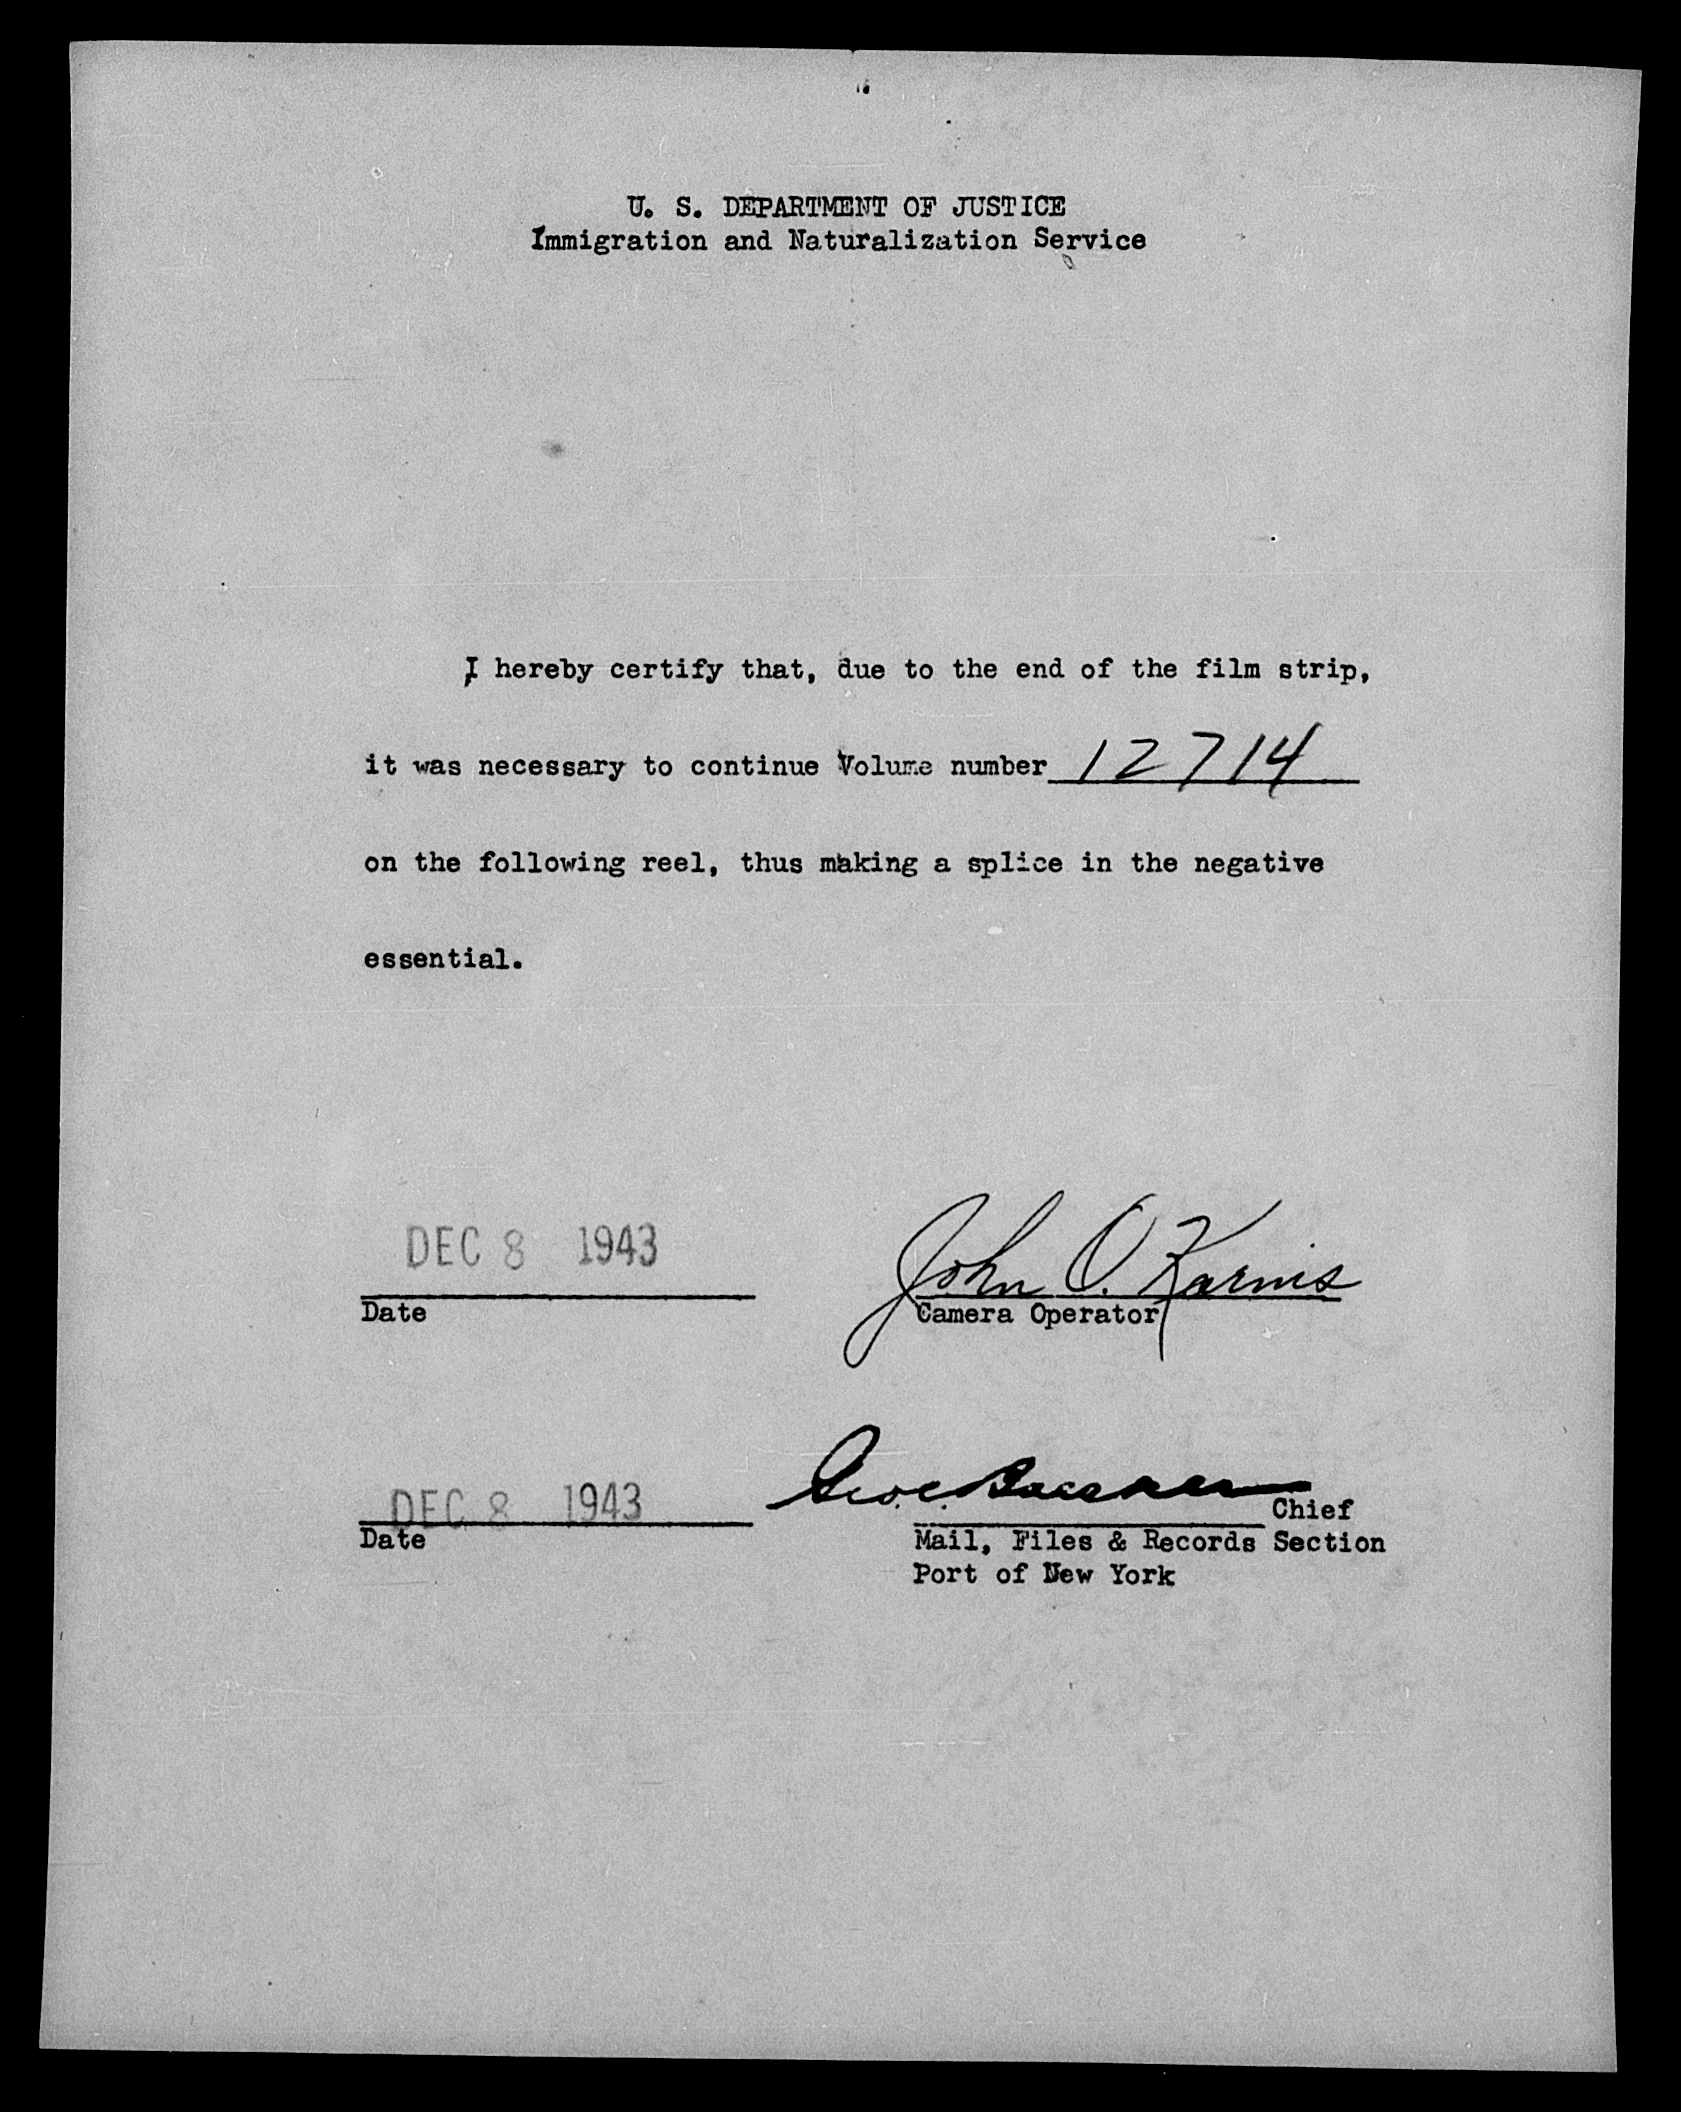 U. S. DEPARTMENT OF JUSTICE
Immigration and Naturalization Service
I hereby certify that, due to the end of the film strip,
it was necessary to continue Volume number 12714
on the following reel, thus making a splice in the negative
essential.
DEC 8 1943
John O. Karnis
Date
Camera Operator
DEC 8 1943
Geo. C.
Chief
Date
Mail, Files & Records Section
Port of New York